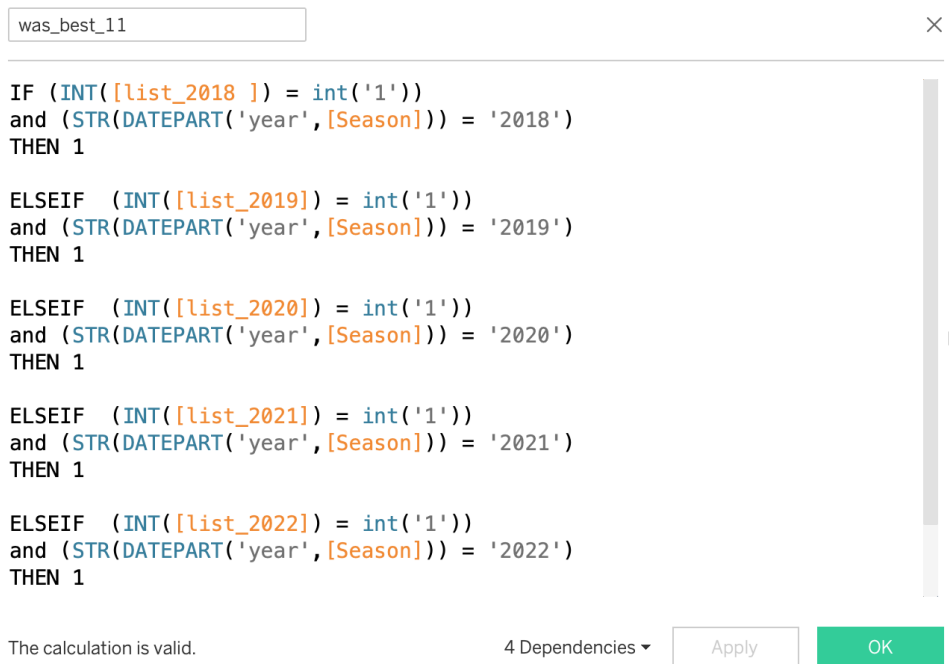 was_best_11
IF (INT([list_2018 ]) = int('1'))
and (STR(DATEPART('year',[Season])) = '2018')
THEN 1
ELSEIF  (INT([list_2019]) = int('1'))
and (STR(DATEPART('year',[Season])) = '2019')
THEN 1
ELSEIF  (INT([list_2020]) = int('1'))
and (STR(DATEPART('year',[Season])) = '2020')
THEN 1
ELSEIF  (INT([list_2021]) = int('1'))
and (STR(DATEPART('year',[Season])) = '2021')
THEN 1
ELSEIF  (INT([list_2022]) = int('1'))
and (STR(DATEPART('year',[Season])) = '2022')
THEN 1
The calculation is valid.
4 Dependencies
Apply
OK